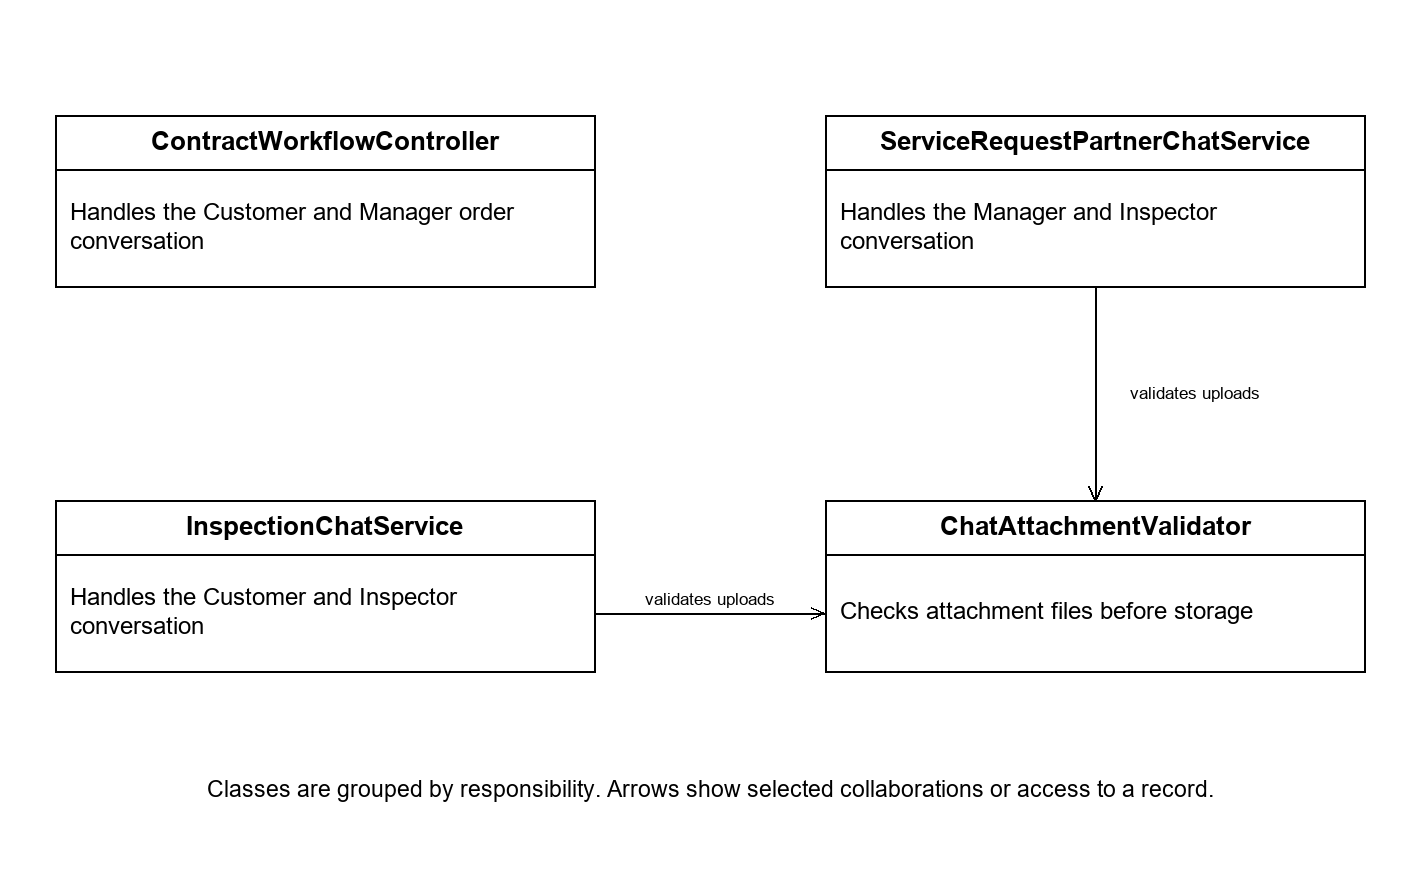 ContractWorkflowController
Handles the Customer and Manager order
conversation
ServiceRequestPartnerChatService
Handles the Manager and Inspector
conversation
validates uploads
InspectionChatService
Handles the Customer and Inspector
conversation
validates uploads
ChatAttachmentValidator
Checks attachment files before storage
Classes are grouped by responsibility. Arrows show selected collaborations or access to a record.